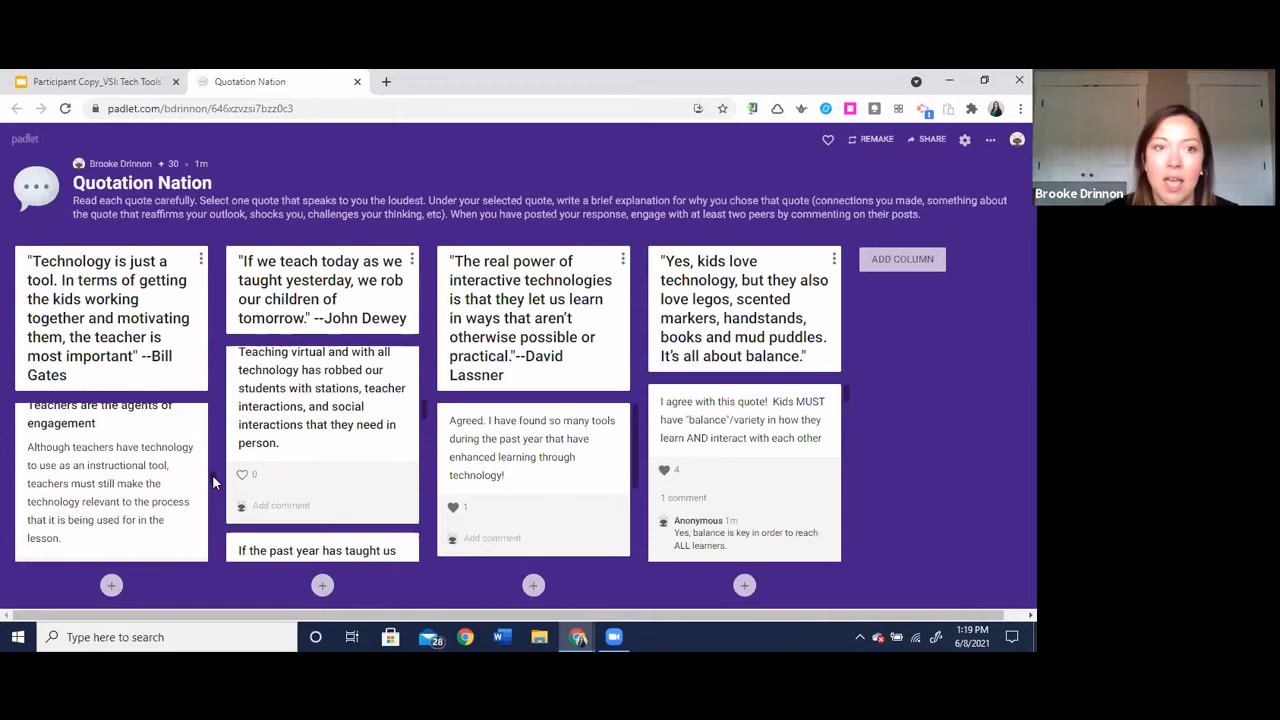 Participant Copy_VSI: Tech Tools
Quotation Nation
padlet.com/bdrinnon/646xzvzsi7bzz0c3
padlet
REMAKE
SHARE
Brooke Drinnon + 30 • 1m
Quotation Nation
Read each quote carefully. Select one quote that speaks to you the loudest. Under your selected quote, write a brief explanation for why you chose that quote (connections you made, something about
the quote that reaffirms your outlook, shocks you, challenges your thinking, etc). When you have posted your response, engage with at least two peers by commenting on their posts.
"Technology is just a
tool. In terms of getting
the kids working
together and motivating
them, the teacher is
most important" --Bill
Gates
Teachers are the agents of
engagement
Although teachers have technology
to use as an instructional tool,
teachers must still make the
technology relevant to the process
that it is being used for in the
lesson.
"If we teach today as we
taught yesterday, we rob
our children of
tomorrow." --John Dewey
Teaching virtual and with all
technology has robbed our
students with stations, teacher
interactions, and social
interactions that they need in
person.
0
Add comment
If the past year has taught us
"The real power of
interactive technologies
is that they let us learn
in ways that aren't
otherwise possible or
practical."--David
Lassner
Agreed. I have found so many tools
during the past year that have
enhanced learning through
technology!
1
Add comment
"Yes, kids love
technology, but they also
love legos, scented
markers, handstands,
books and mud puddles.
It's all about balance."
I agree with this quote! Kids MUST
have "balance"/variety in how they
learn AND interact with each other
4
1 comment
Anonymous 1m
Yes, balance is key in order to reach
ALL learners.
ADD COLUMN
Brooke Drinnon
Type here to search
28
1:19 PM
6/8/2021